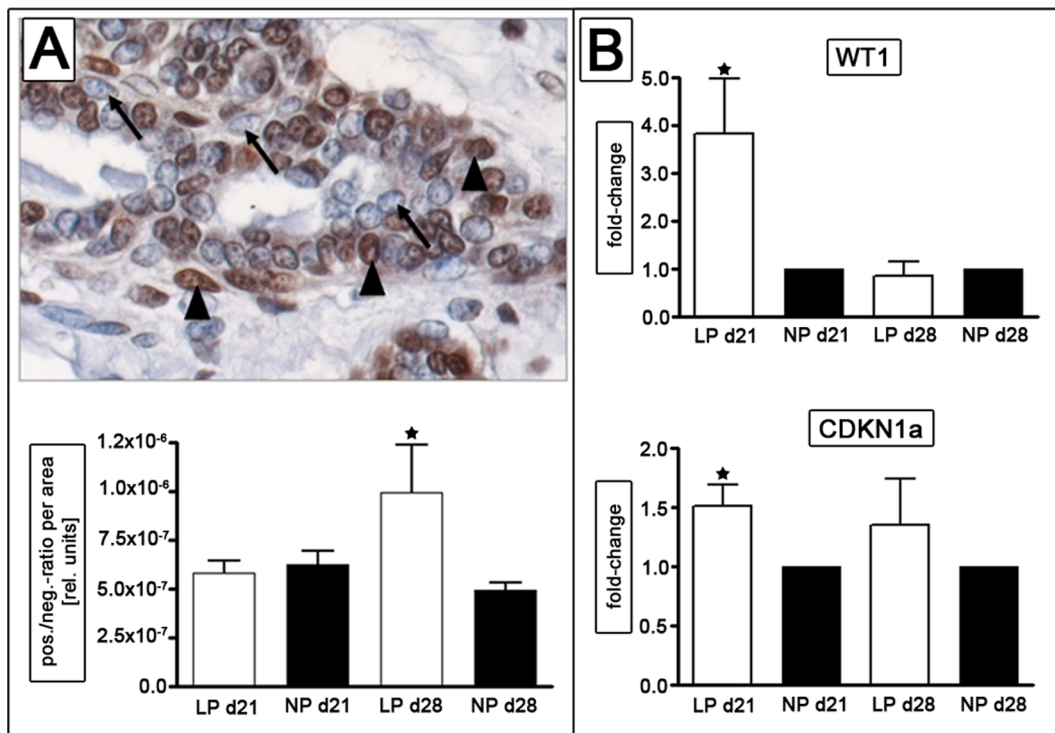 A
1.2x10-6
1.0x10-6
7.5x10-7
5.0x10-7
2.5x10-7
0.0
pos./neg.-ratio per area
[rel. units]
LP d21 NP d21 LP d28 NP d28
B
WT1
5.0
4.0
3.0
2.0
1.0
0.0
fold-change
LP d21 NP d21 LP d28 NP d28
CDKN1a
2.0
1.5
1.0
0.5
0.0
fold-change
LP d21 NP d21 LP d28 NP d28